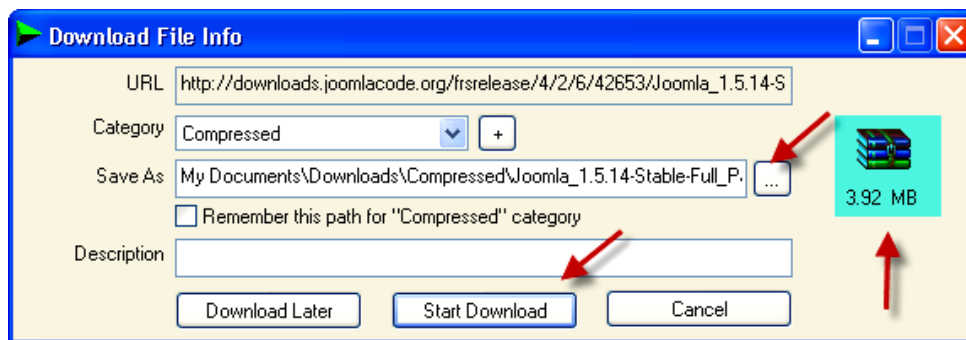 Download File Info
URL http://downloads.joomlacode.org/frsrelease/4/2/6/42653/Joomla_1.5.14-S
Category Compressed +
Save As My Documents\Downloads\Compressed\Joomla_1.5.14-Stable-Full_Pa ...
3.92 MB
Remember this path for "Compressed" category
Description
Download Later Start Download Cancel